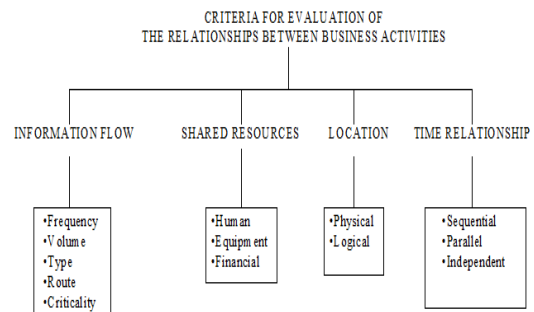 CRITERIA FOR EVALUATION OF
THE RELATIONSHIPS BETWEEN BUSINESS ACTIVITIES
INFORMATION FLOW
SHARED RESOURCES
LOCATION
TIME RELATIONSHIP
•Frequency
•Volume
•Type
•Route
•Criticality
•Human
•Equipment
•Financial
•Physical
•Logical
•Sequential
•Parallel
•Independent